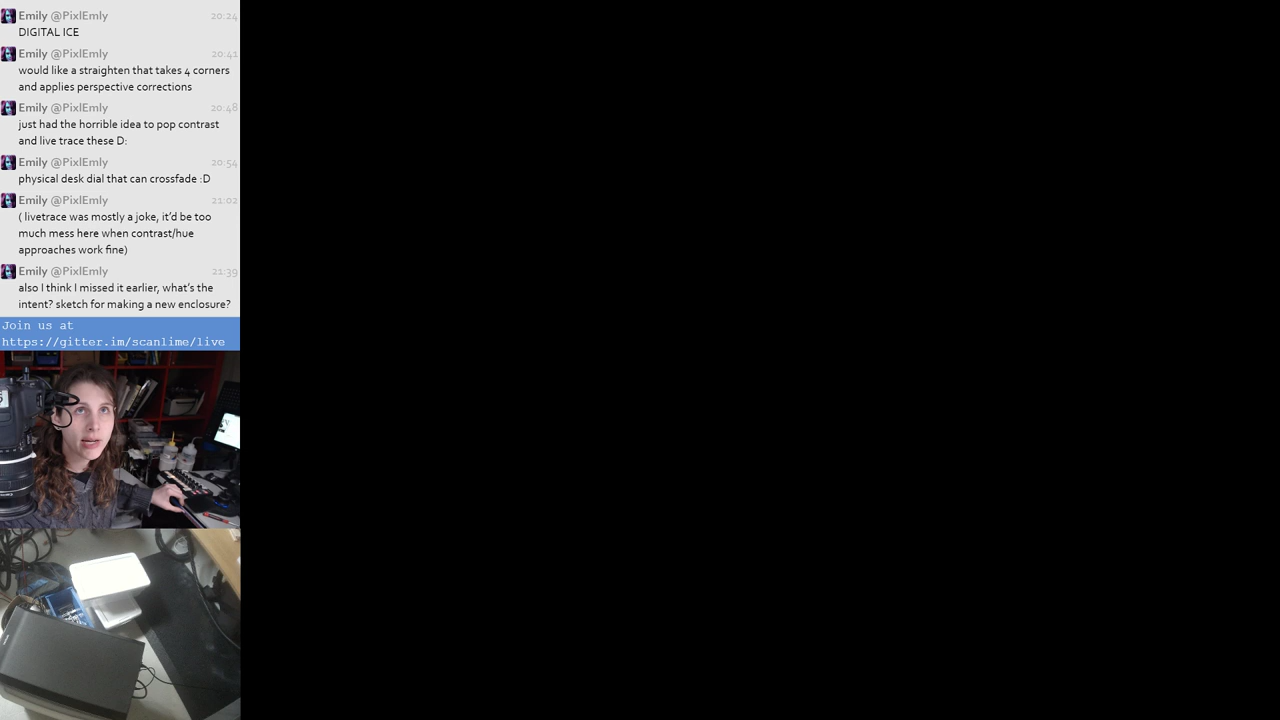 Emily @PixlEmly 20:24
DIGITAL ICE
Emily @PixlEmly 20:41
would like a straighten that takes 4 corners
and applies perspective corrections
Emily @PixlEmly 20:48
just had the horrible idea to pop contrast
and live trace these D:
Emily @PixlEmly 20:54
physical desk dial that can crossfade :D
Emily @PixlEmly 21:02
( livetrace was mostly a joke, it’d be too
much mess here when contrast/hue
approaches work fine)
Emily @PixlEmly 21:39
also I think I missed it earlier, what’s the
intent? sketch for making a new enclosure?
Join us at
https://gitter.im/scanlime/live